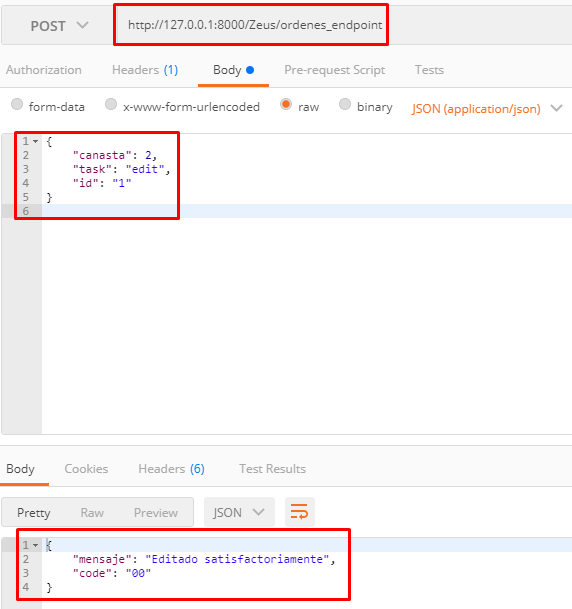 POST http://127.0.0.1:8000/Zeus/ordenes_endpoint
Authorization Headers (1) Body Pre-request Script Tests
form-data x-www-form-urlencoded raw binary JSON (application/json)
1 {
2 "canasta": 2,
3 "task": "edit",
4 "id": "1"
5 }
6
Body Cookies Headers (6) Test Results
Pretty Raw Preview JSON
1 {
2 "mensaje": "Editado satisfactoriamente",
3 "code": "00"
4 }